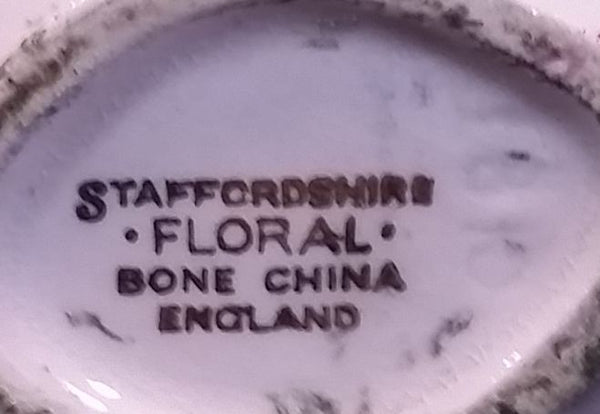 STAFFORDSHIRE
• FLORAL •
BONE CHINA
ENGLAND